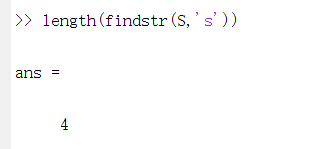 >> length(findstr(S,'s'))
ans =
4